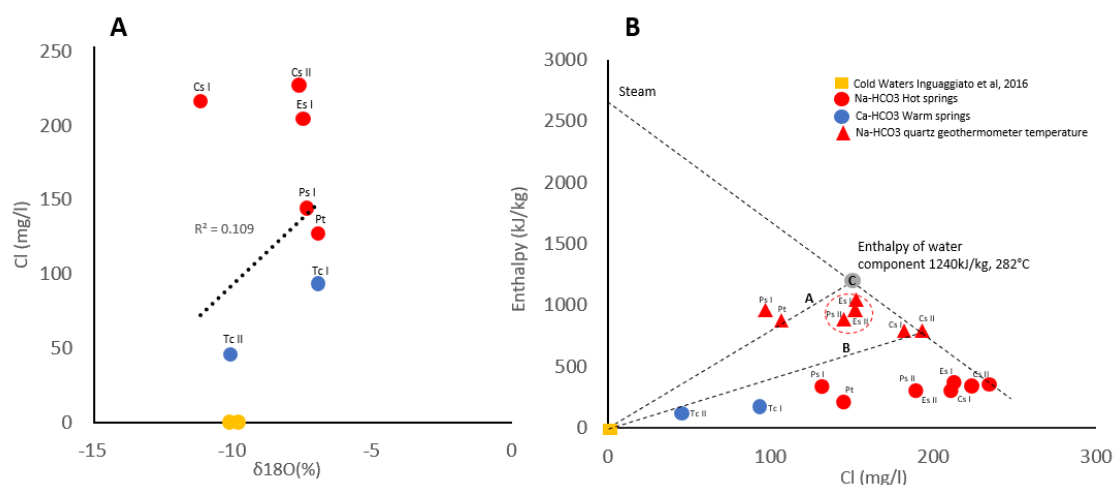 A
250
200
150
100
50
0
Cl (mg/l)
Cs I
Cs II
Es I
Ps I
R² = 0.109
Pt
Tc I
Tc II
-15
-10
-5
0
δ18O(%)
B
3000
2500
2000
1500
1000
500
0
Enthalpy (kJ/kg)
Steam
Cold Waters Inguaggiato et al, 2016
Na-HCO3 Hot springs
Ca-HCO3 Warm springs
Na-HCO3 quartz geothermometer temperature
Enthalpy of water
component 1240kJ/kg, 282°C
C
A
Es I
Ps I
Pt
Ps II
Es II
Cs I
Cs II
B
Ps I
Pt
Ps II
Es I
Cs II
Es II
Cs I
Tc II
Tc I
0
100
200
300
Cl (mg/l)